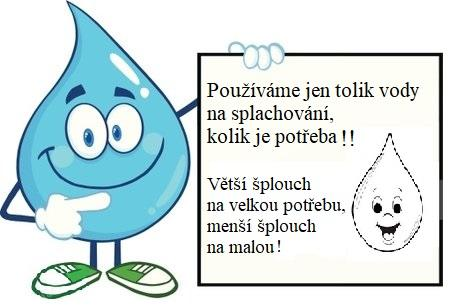 Používáme jen tolik vody
na splachování,
kolik je potřeba !!
Větší šplouch
na velkou potřebu,
menší šplouch
na malou !